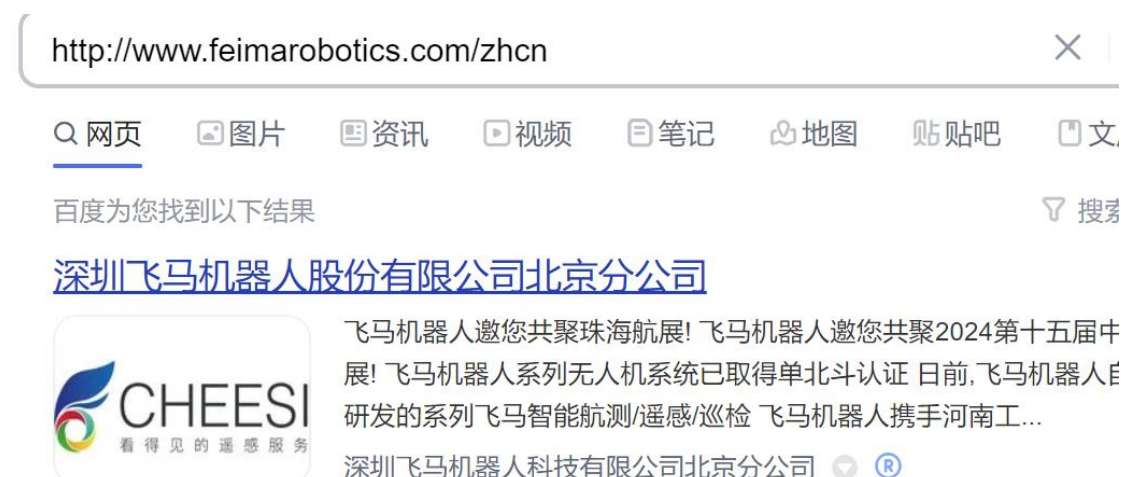 http://www.feimarobotics.com/zhcn
网页 图片 资讯 视频 笔记 地图 贴吧 文
百度为您找到以下结果 搜索
深圳飞马机器人股份有限公司北京分公司
飞马机器人邀您共聚珠海航展! 飞马机器人邀您共聚2024第十五届中
展! 飞马机器人系列无人机系统已取得单北斗认证 日前,飞马机器人自
研发的系列飞马智能航测/遥感/巡检 飞马机器人携手河南工...
CHEESI
看得见的遥感服务
深圳飞马机器人科技有限公司北京分公司